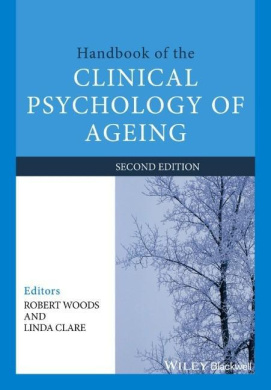 Handbook of the
CLINICAL
PSYCHOLOGY OF
AGEING
SECOND EDITION
Editors
ROBERT WOODS
AND
LINDA CLARE
WILEY Blackwell